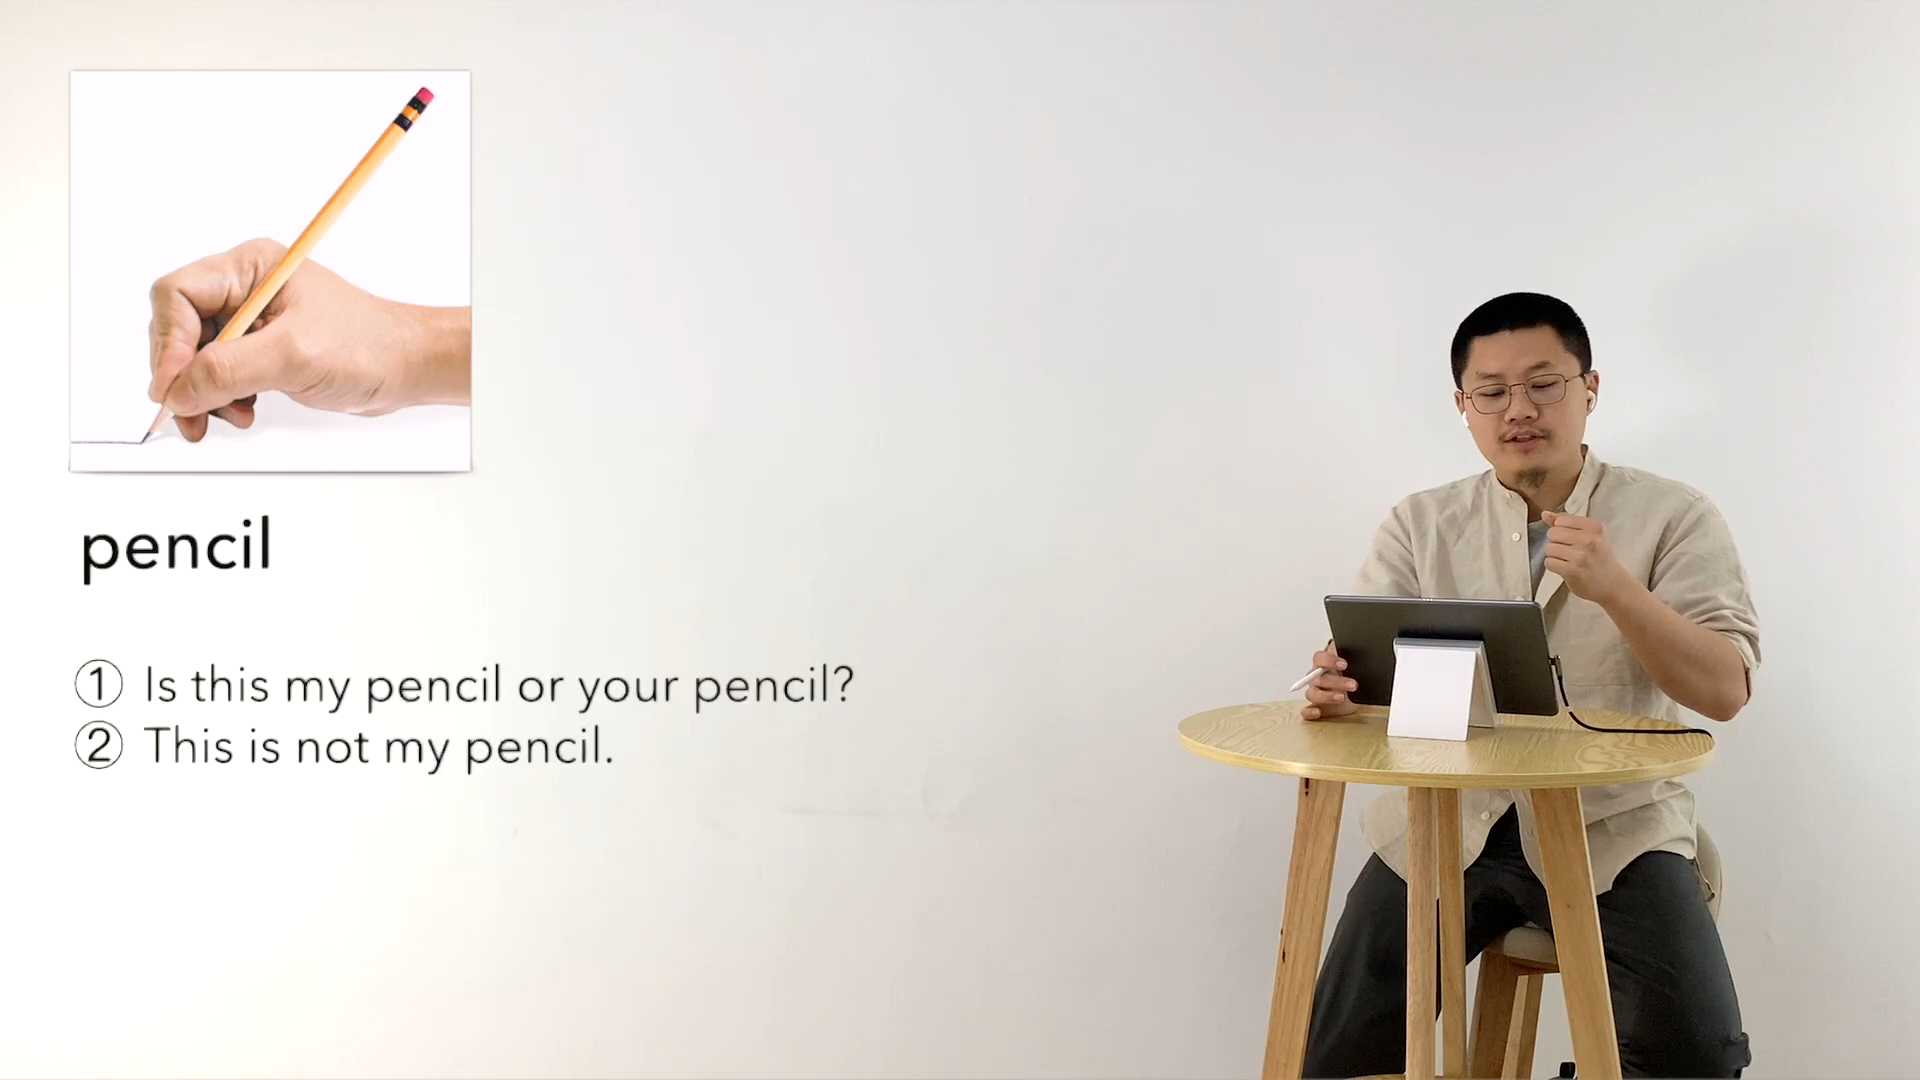 pencil
① Is this my pencil or your pencil?
② This is not my pencil.